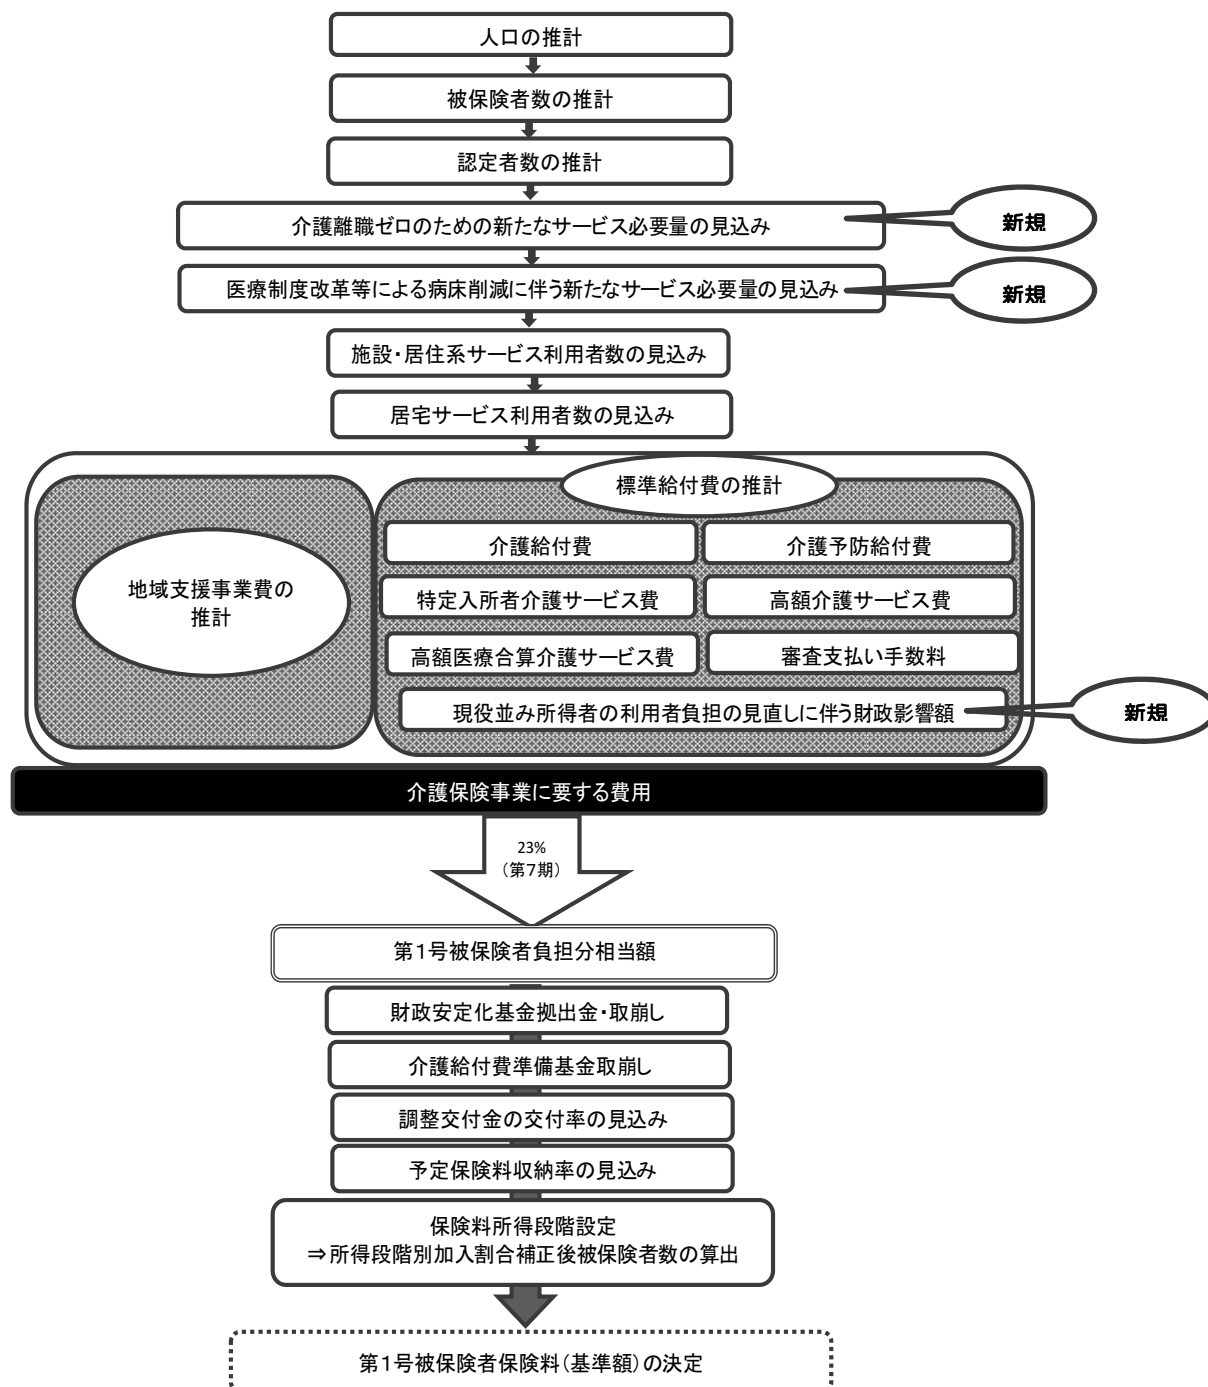 人口の推計
被保険者数の推計
認定者数の推計
介護離職ゼロのための新たなサービス必要量の見込み
新規
医療制度改革等による病床削減に伴う新たなサービス必要量の見込み
新規
施設・居住系サービス利用者数の見込み
居宅サービス利用者数の見込み
標準給付費の推計
地域支援事業費の
推計
介護給付費
介護予防給付費
特定入所者介護サービス費
高額介護サービス費
高額医療合算介護サービス費
審査支払い手数料
現役並み所得者の利用者負担の見直しに伴う財政影響額
新規
介護保険事業に要する費用
23%
（第７期）
第１号被保険者負担分相当額
財政安定化基金拠出金・取崩し
介護給付費準備基金取崩し
調整交付金の交付率の見込み
予定保険料収納率の見込み
保険料所得段階設定
⇒所得段階別加入割合補正後被保険者数の算出
第１号被保険者保険料（基準額）の決定